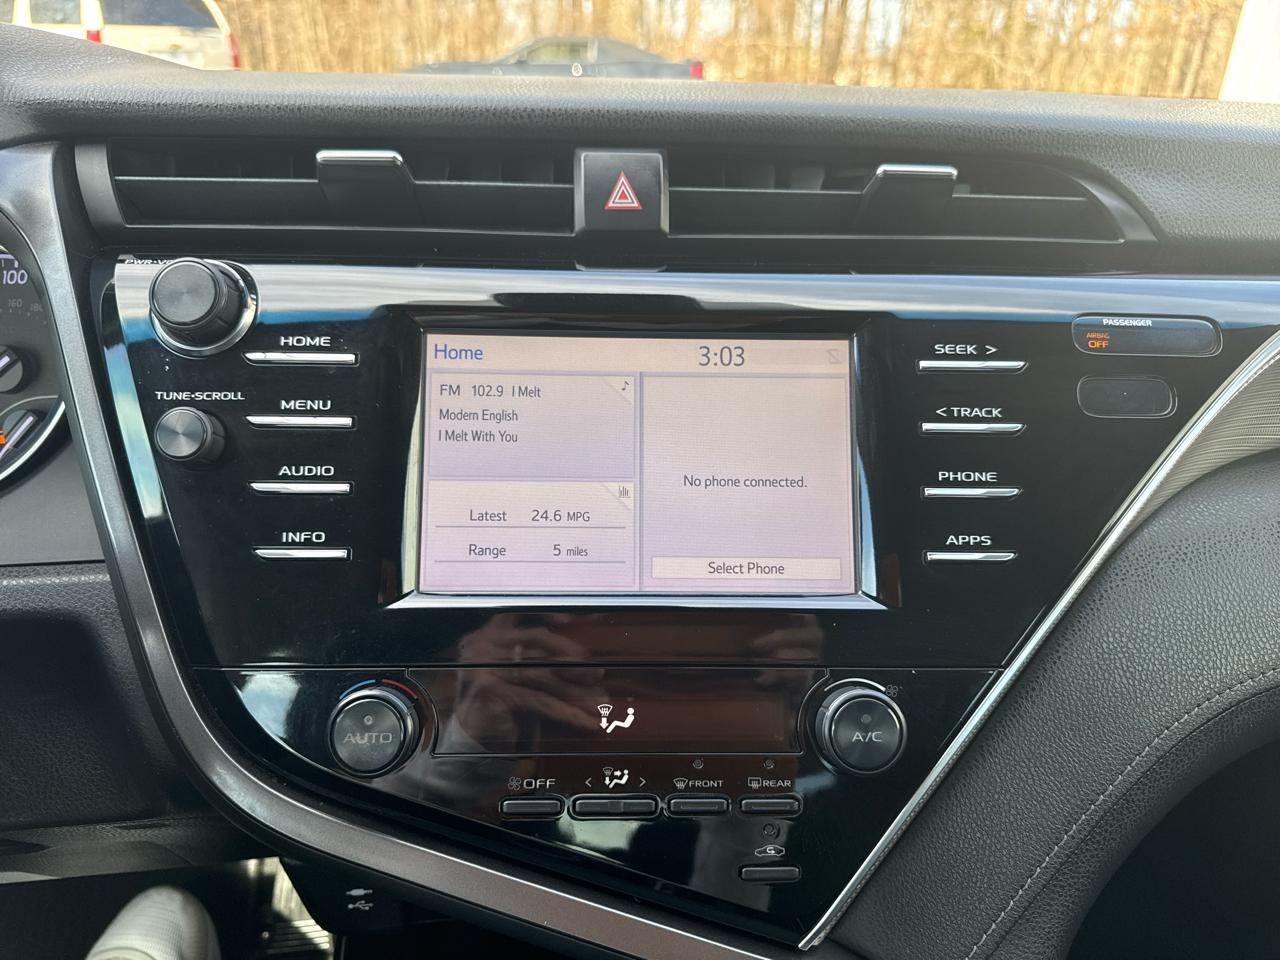 100
160
PWR·V
HOME
TUNE·SCROLL
MENU
AUDIO
INFO
Home 3:03
FM 102.9 I Melt
Modern English
I Melt With You
Latest 24.6 MPG
Range 5 miles
No phone connected.
Select Phone
SEEK >
< TRACK
PHONE
APPS
PASSENGER
AIRBAG
OFF
AUTO
A/C
OFF < > FRONT REAR